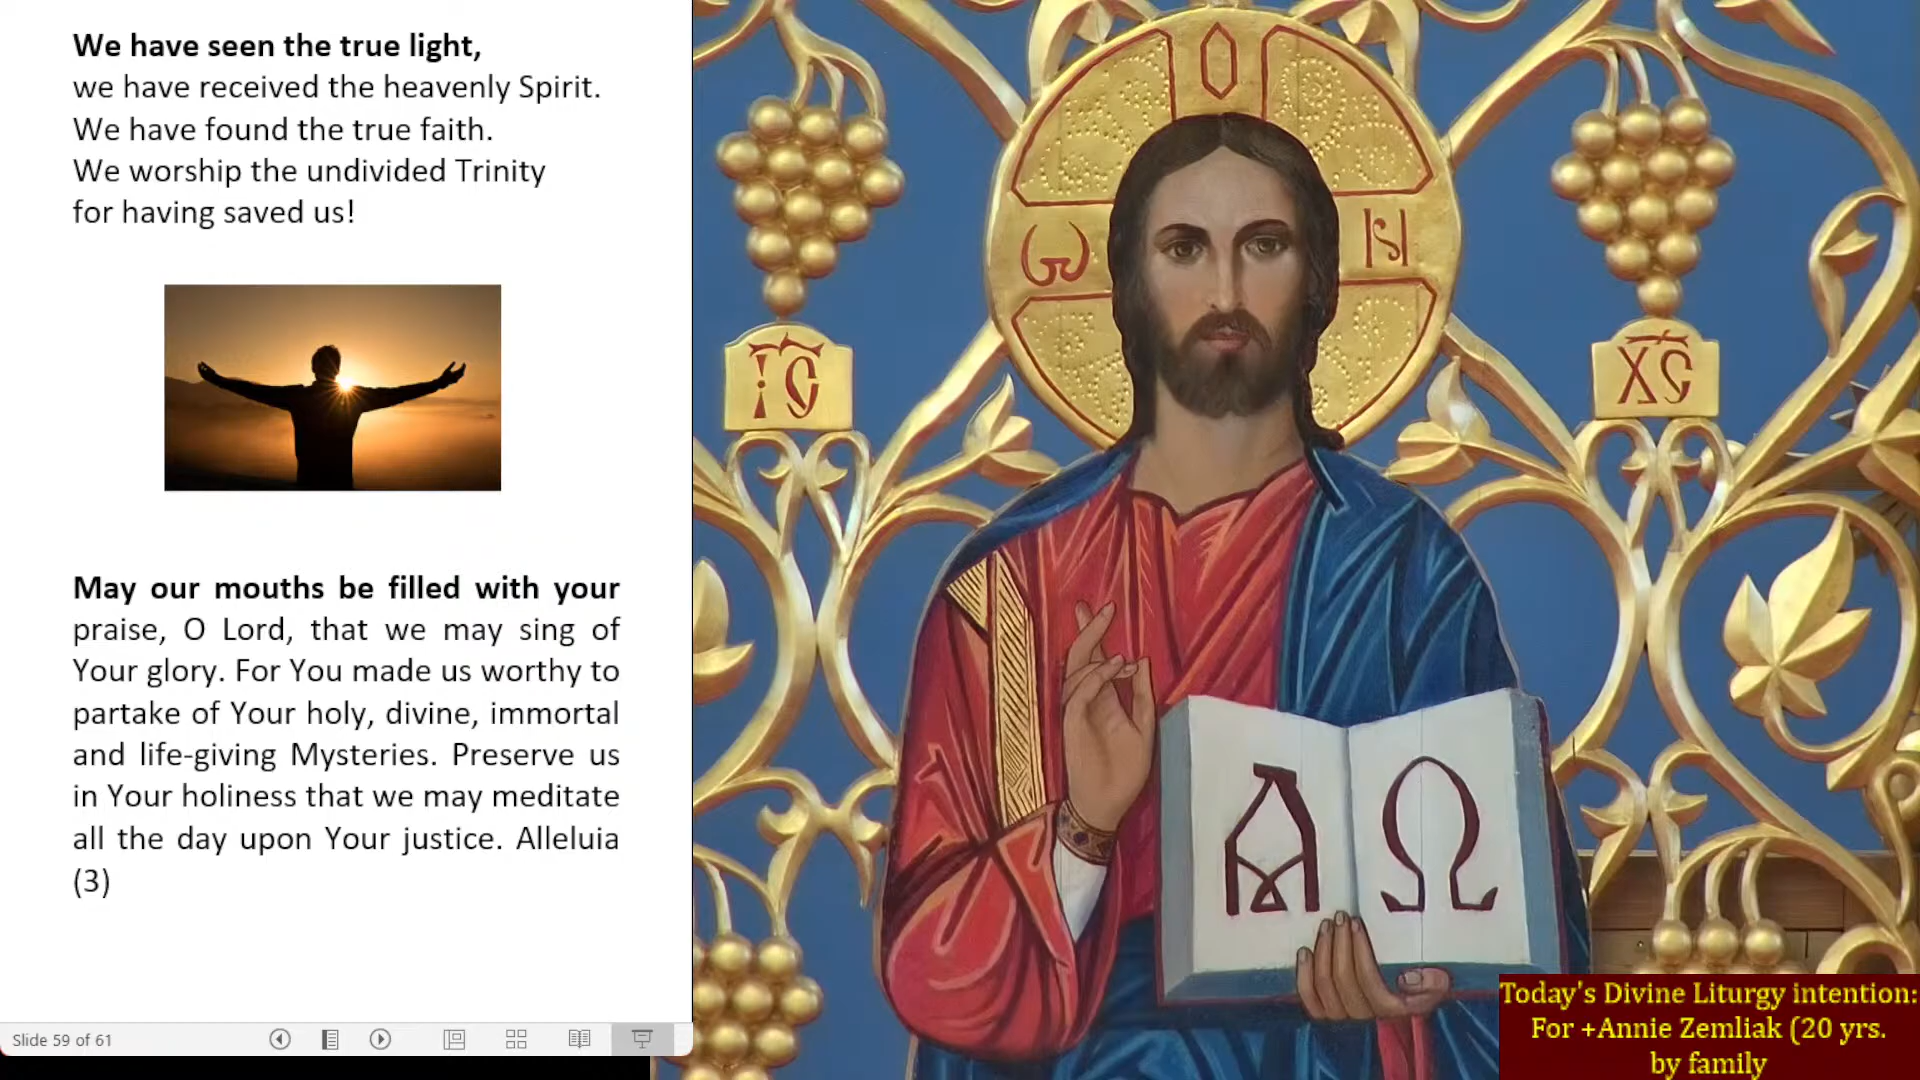 We have seen the true light,
we have received the heavenly Spirit.
We have found the true faith.
We worship the undivided Trinity
for having saved us!
May our mouths be filled with your
praise, O Lord, that we may sing of
Your glory. For You made us worthy to
partake of Your holy, divine, immortal
and life-giving Mysteries. Preserve us
in Your holiness that we may meditate
all the day upon Your justice. Alleluia
(3)
Slide 59 of 61
О
Ѡ Н
І҃С Х҃С
Α Ω
Today's Divine Liturgy intention:
For +Annie Zemliak (20 yrs.
by family